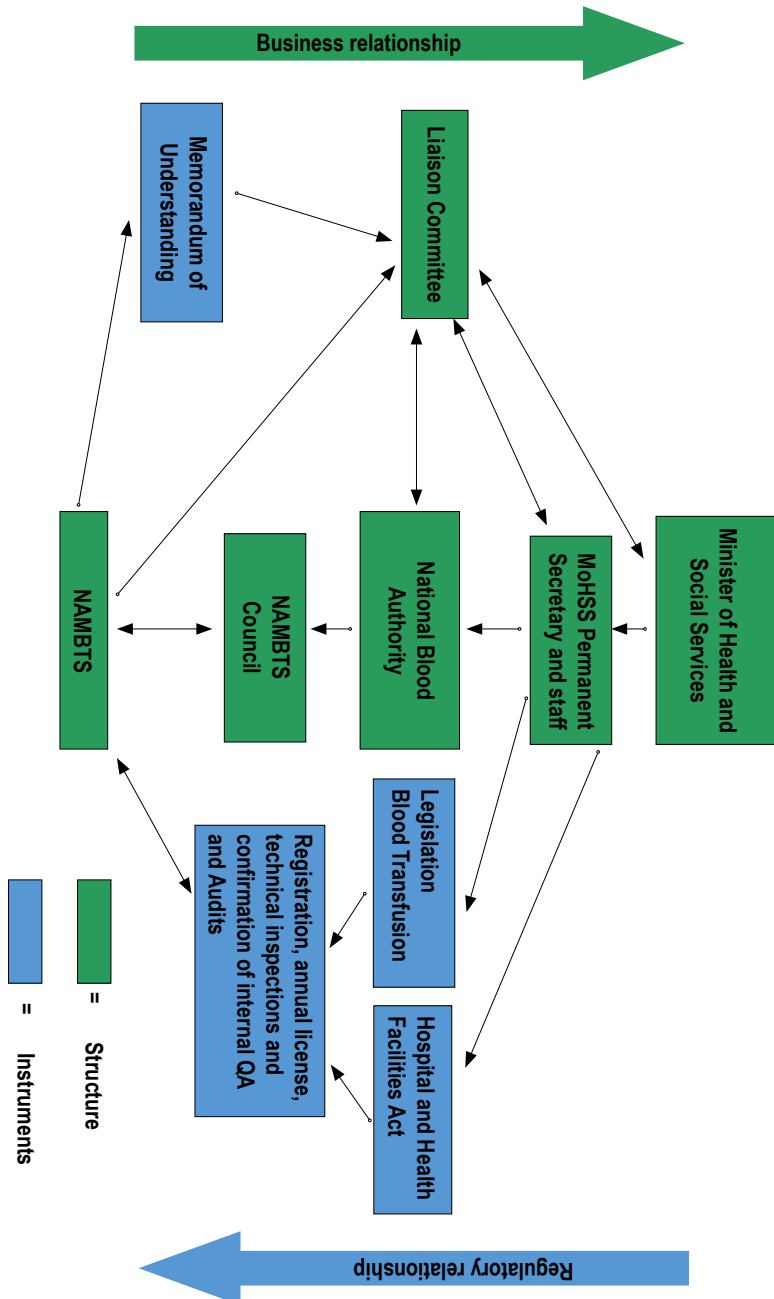 Business relationship
Minister of Health and
Social Services
MoHSS Permanent
Secretary and staff
Liaison Committee
National Blood
Authority
NAMBTS
Council
NAMBTS
Memorandum of
Understanding
Legislation
Blood Transfusion
Hospital and Health
Facilities Act
Registration, annual license,
technical inspections and
confirmation of internal QA
and Audits
Regulatory relationship
= Structure
= Instruments